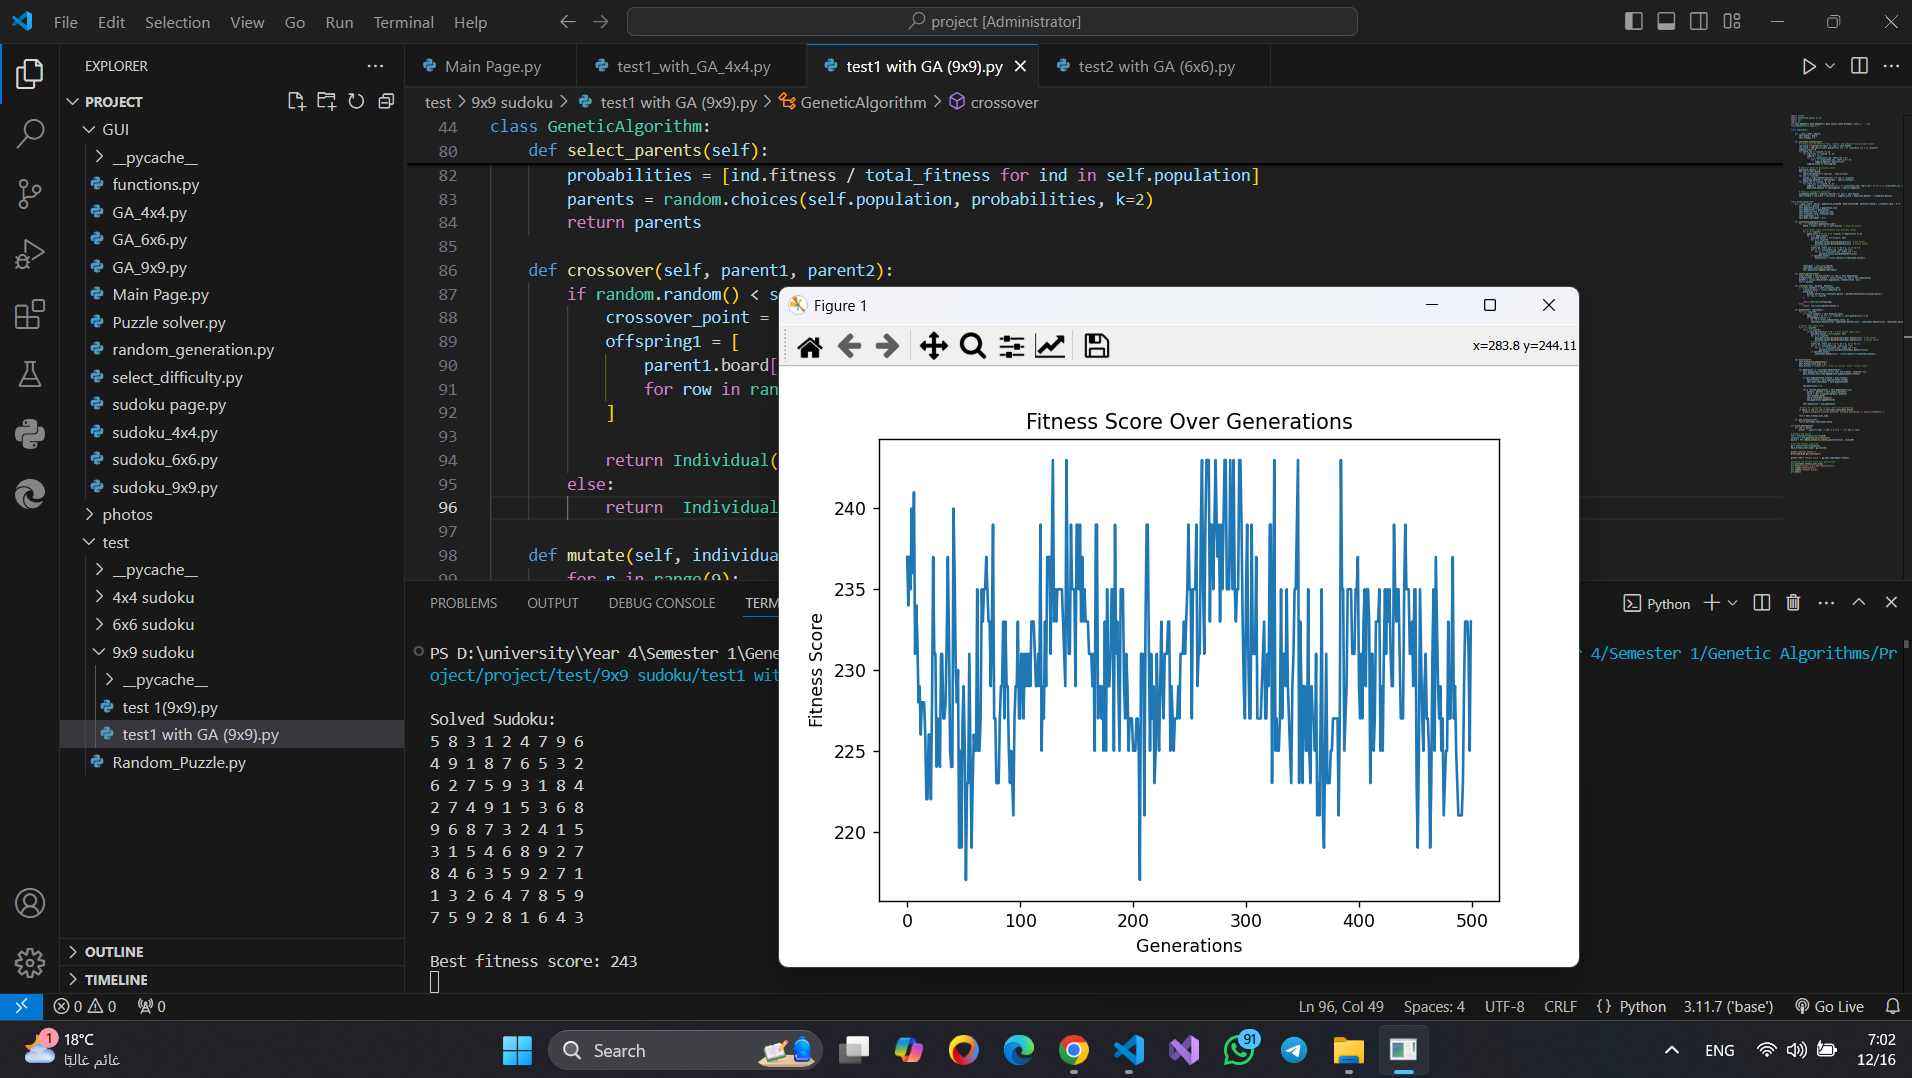 File Edit Selection View Go Run Terminal Help
project [Administrator]
EXPLORER
PROJECT
GUI
__pycache__
functions.py
GA_4x4.py
GA_6x6.py
GA_9x9.py
Main Page.py
Puzzle solver.py
random_generation.py
select_difficulty.py
sudoku page.py
sudoku_4x4.py
sudoku_6x6.py
sudoku_9x9.py
photos
test
__pycache__
4x4 sudoku
6x6 sudoku
9x9 sudoku
__pycache__
test 1(9x9).py
test1 with GA (9x9).py
Random_Puzzle.py
OUTLINE
TIMELINE
Main Page.py test1_with_GA_4x4.py test1 with GA (9x9).py test2 with GA (6x6).py
test > 9x9 sudoku > test1 with GA (9x9).py > GeneticAlgorithm > crossover
44 class GeneticAlgorithm:
80 def select_parents(self):
82 probabilities = [ind.fitness / total_fitness for ind in self.population]
83 parents = random.choices(self.population, probabilities, k=2)
84 return parents
85
86 def crossover(self, parent1, parent2):
87 if random.random() < s
88 crossover_point =
89 offspring1 = [
90 parent1.board[
91 for row in ran
92 ]
93
94 return Individual(
95 else:
96 return Individual
97
98 def mutate(self, individua
99 for r in range(9):
PROBLEMS OUTPUT DEBUG CONSOLE TERM
Python
PS D:\university\Year 4\Semester 1\Gene
4/Semester 1/Genetic Algorithms/Pr
oject/project/test/9x9 sudoku/test1 wit
Solved Sudoku:
5 8 3 1 2 4 7 9 6
4 9 1 8 7 6 5 3 2
6 2 7 5 9 3 1 8 4
2 7 4 9 1 5 3 6 8
9 6 8 7 3 2 4 1 5
3 1 5 4 6 8 9 2 7
8 4 6 3 5 9 2 7 1
1 3 2 6 4 7 8 5 9
7 5 9 2 8 1 6 4 3
Best fitness score: 243
Figure 1
x=283.8 y=244.11
Fitness Score Over Generations
Fitness Score
240
235
230
225
220
0 100 200 300 400 500
Generations
0 0 0
Ln 96, Col 49 Spaces: 4 UTF-8 CRLF Python 3.11.7 ('base') Go Live
1
18°C
غائم غالبًا
Search
91
ENG
7:02
12/16